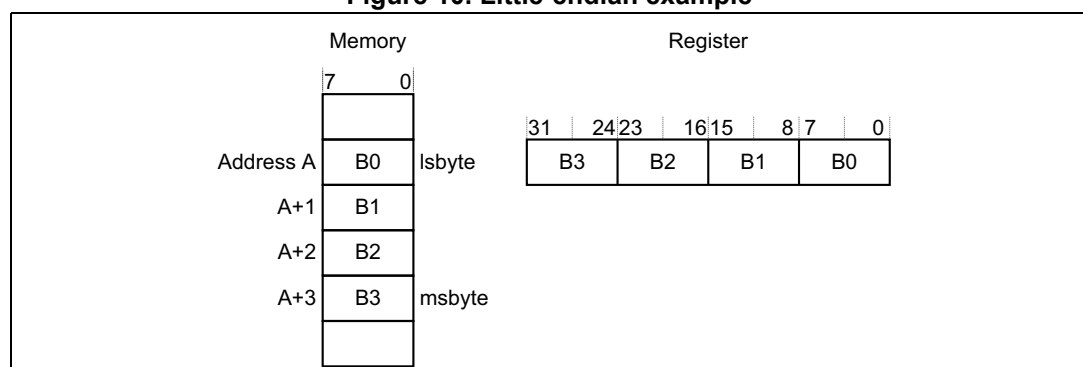 Figure 10. Little-endian example
Memory Register
7 0
31 24 23 16 15 8 7 0
Address A B0 lsbyte B3 B2 B1 B0
A+1 B1
A+2 B2
A+3 B3 msbyte